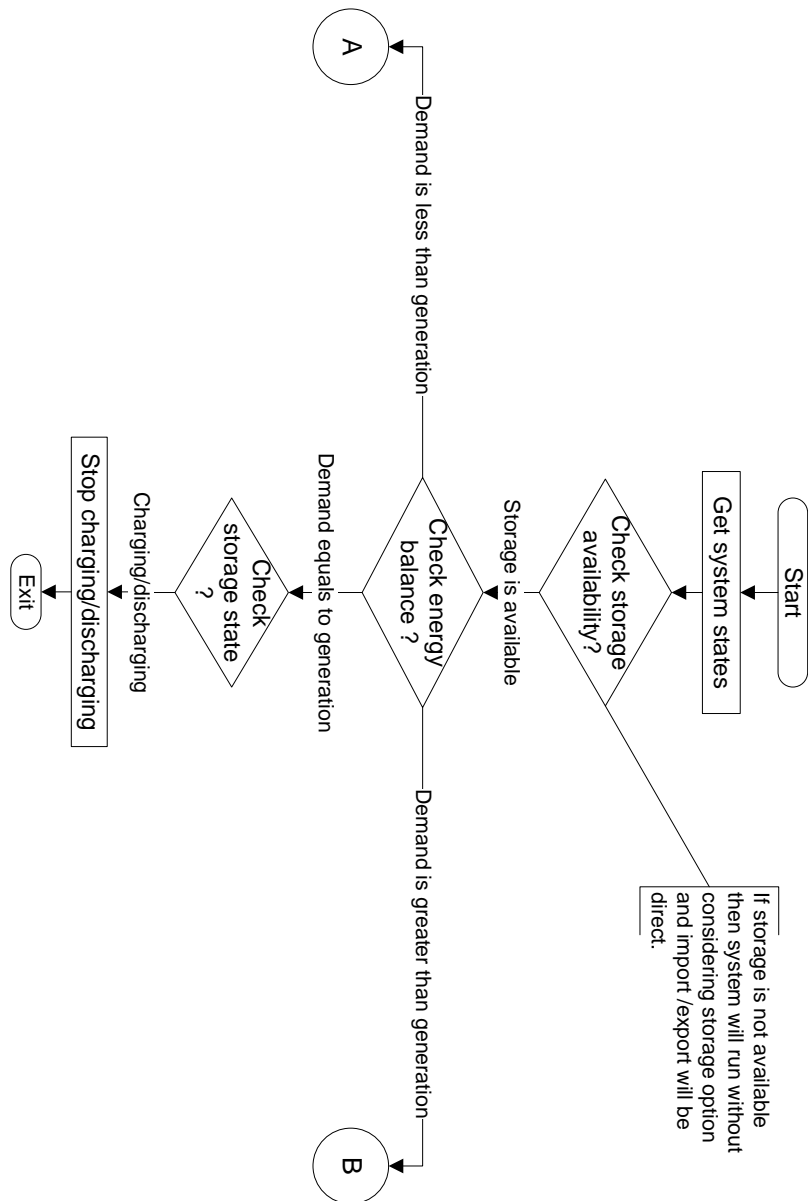 Start
Get system states
Check storage
availability?
If storage is not available
then system will run without
considering storage option
and import /export will be
direct.
Storage is available
Check energy
balance ?
Demand is less than generation
A
Demand is greater than generation
B
Demand equals to generation
Check
storage state
?
Charging/discharging
Stop charging/discharging
Exit